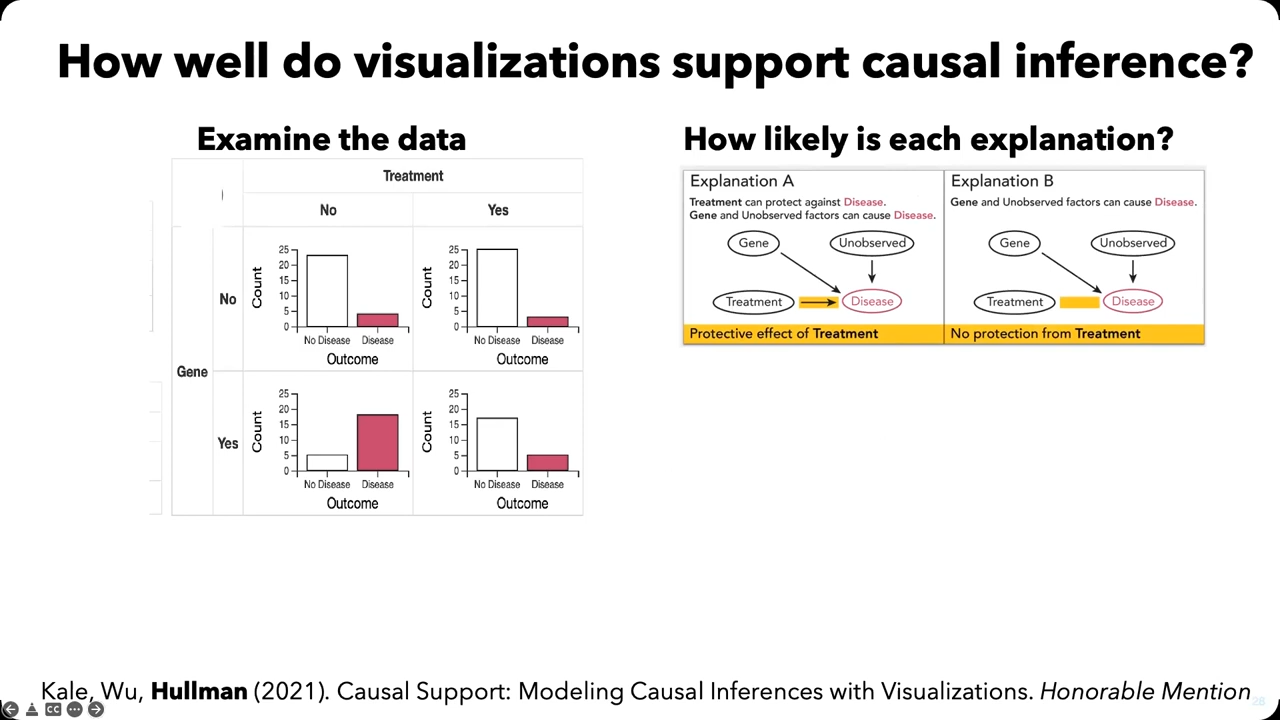 How well do visualizations support causal inference?
Examine the data
Treatment
No
Yes
Gene
No
25
20
15
10
5
0
Count
No Disease
Disease
Outcome
25
20
15
10
5
0
Count
No Disease
Disease
Outcome
Yes
25
20
15
10
5
0
Count
No Disease
Disease
Outcome
25
20
15
10
5
0
Count
No Disease
Disease
Outcome
How likely is each explanation?
Explanation A
Treatment can protect against Disease.
Gene and Unobserved factors can cause Disease.
Gene
Unobserved
Treatment
Disease
Protective effect of Treatment
Explanation B
Gene and Unobserved factors can cause Disease.
Gene
Unobserved
Treatment
Disease
No protection from Treatment
Kale, Wu, Hullman (2021). Causal Support: Modeling Causal Inferences with Visualizations. Honorable Mention
CC
28